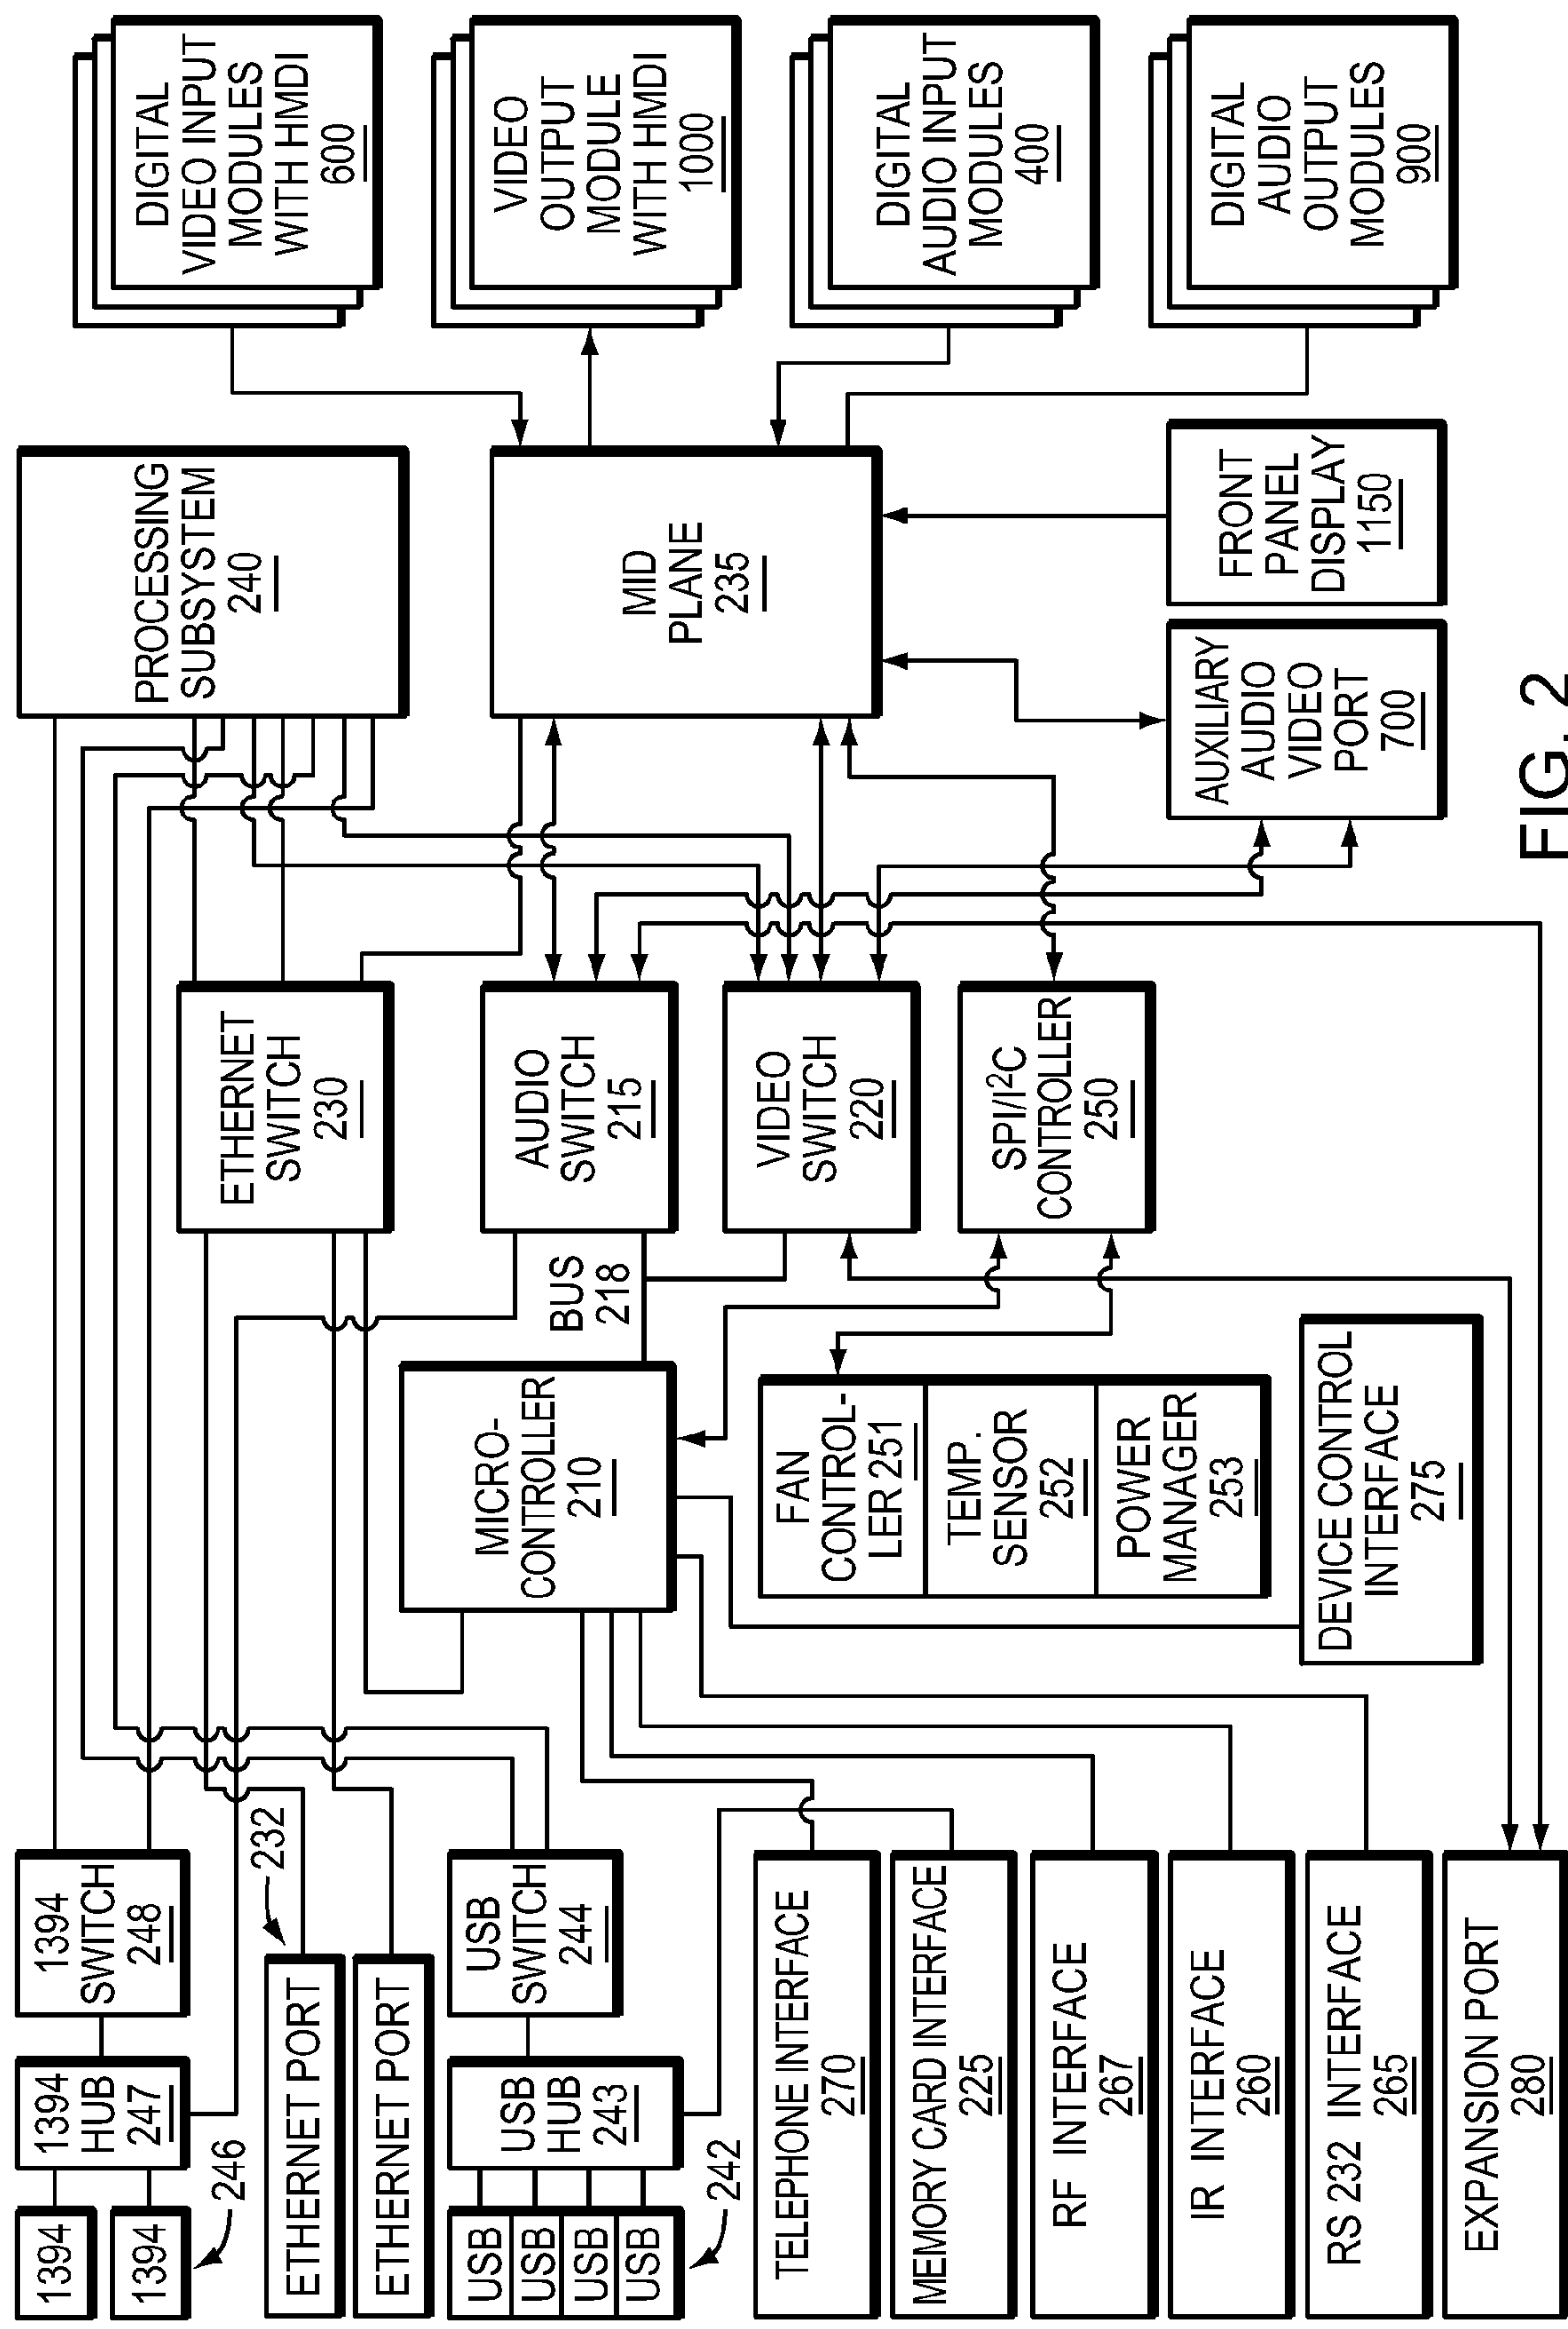 1394
1394
246
1394
HUB
247
1394
SWITCH
248
ETHERNET PORT
ETHERNET PORT
232
USB
USB
USB
USB
242
USB
HUB
243
USB
SWITCH
244
TELEPHONE INTERFACE
270
MEMORY CARD INTERFACE
225
RF INTERFACE
267
IR INTERFACE
260
RS 232 INTERFACE
265
EXPANSION PORT
280
MICRO-
CONTROLLER
210
FAN
CONTROL-
LER 251
TEMP.
SENSOR
252
POWER
MANAGER
253
DEVICE CONTROL
INTERFACE
275
BUS
218
ETHERNET
SWITCH
230
AUDIO
SWITCH
215
VIDEO
SWITCH
220
SPI/I²C
CONTROLLER
250
PROCESSING
SUBSYSTEM
240
MID
PLANE
235
AUXILIARY
AUDIO
VIDEO
PORT
700
FRONT
PANEL
DISPLAY
1150
DIGITAL
VIDEO INPUT
MODULES
WITH HMDI
600
VIDEO
OUTPUT
MODULE
WITH HMDI
1000
DIGITAL
AUDIO INPUT
MODULES
400
DIGITAL
AUDIO
OUTPUT
MODULES
900
FIG. 2